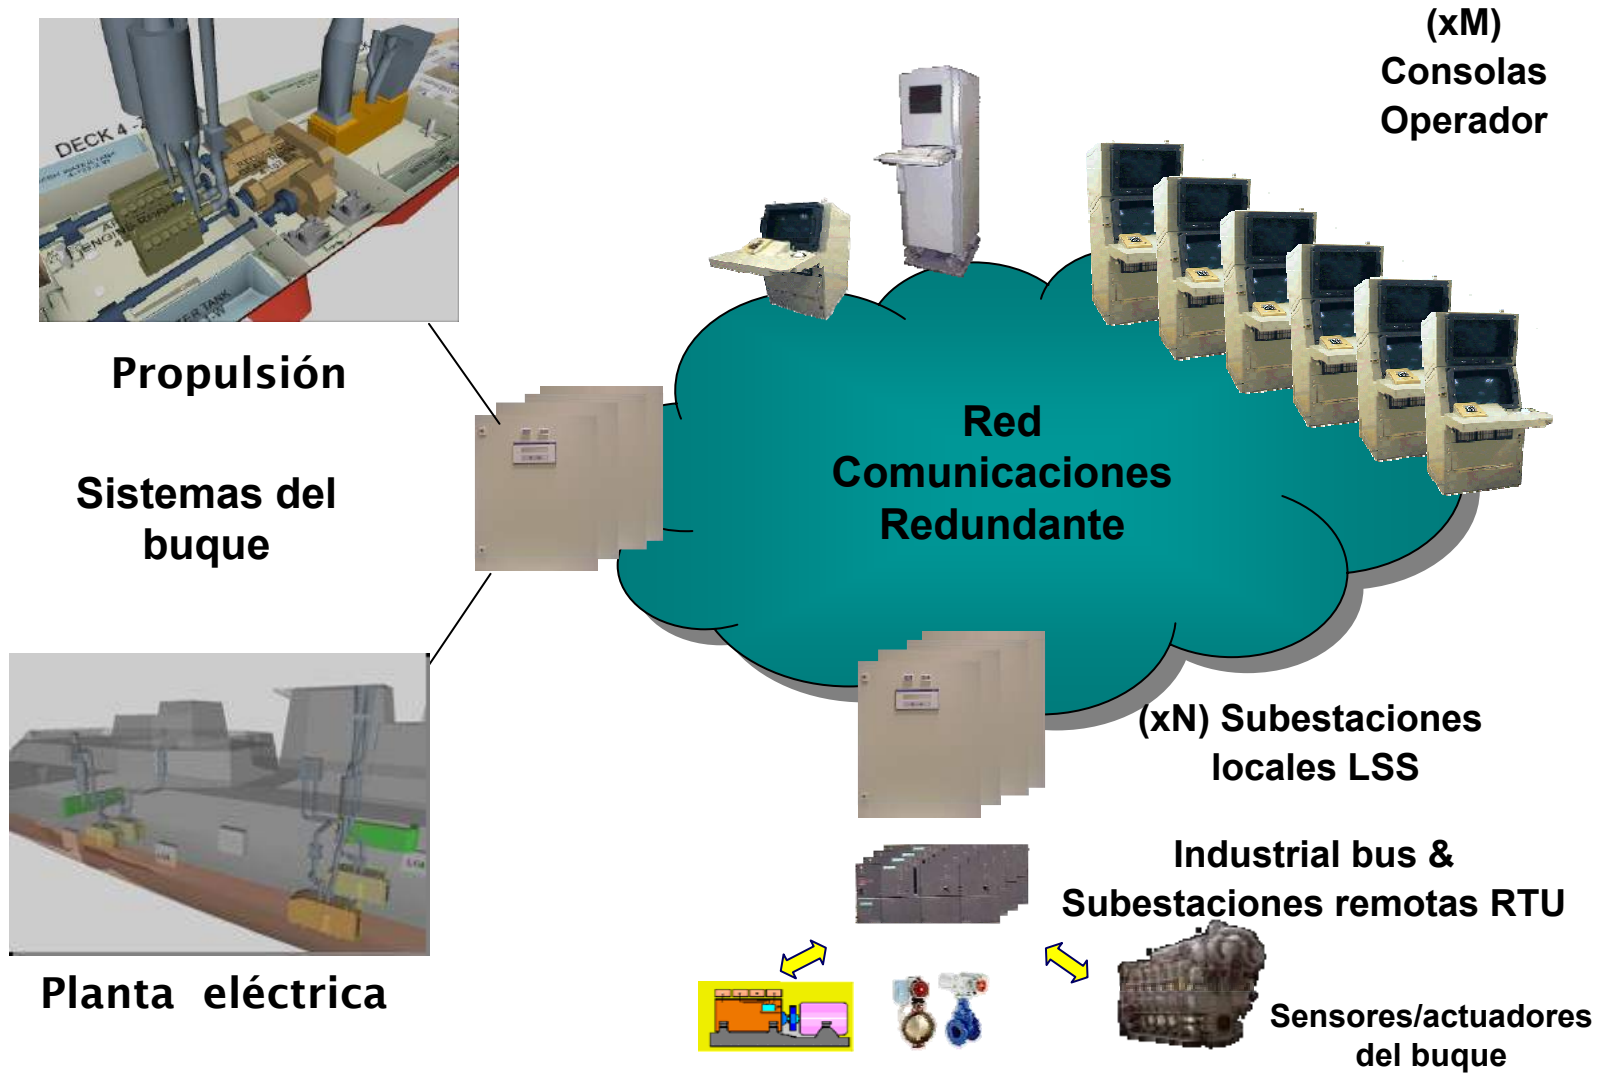 (xM)
Consolas
Operador
DECK 4
Propulsión
Sistemas del
buque
Red
Comunicaciones
Redundante
(xN) Subestaciones
locales LSS
Industrial bus &
Subestaciones remotas RTU
Planta eléctrica
Sensores/actuadores
del buque